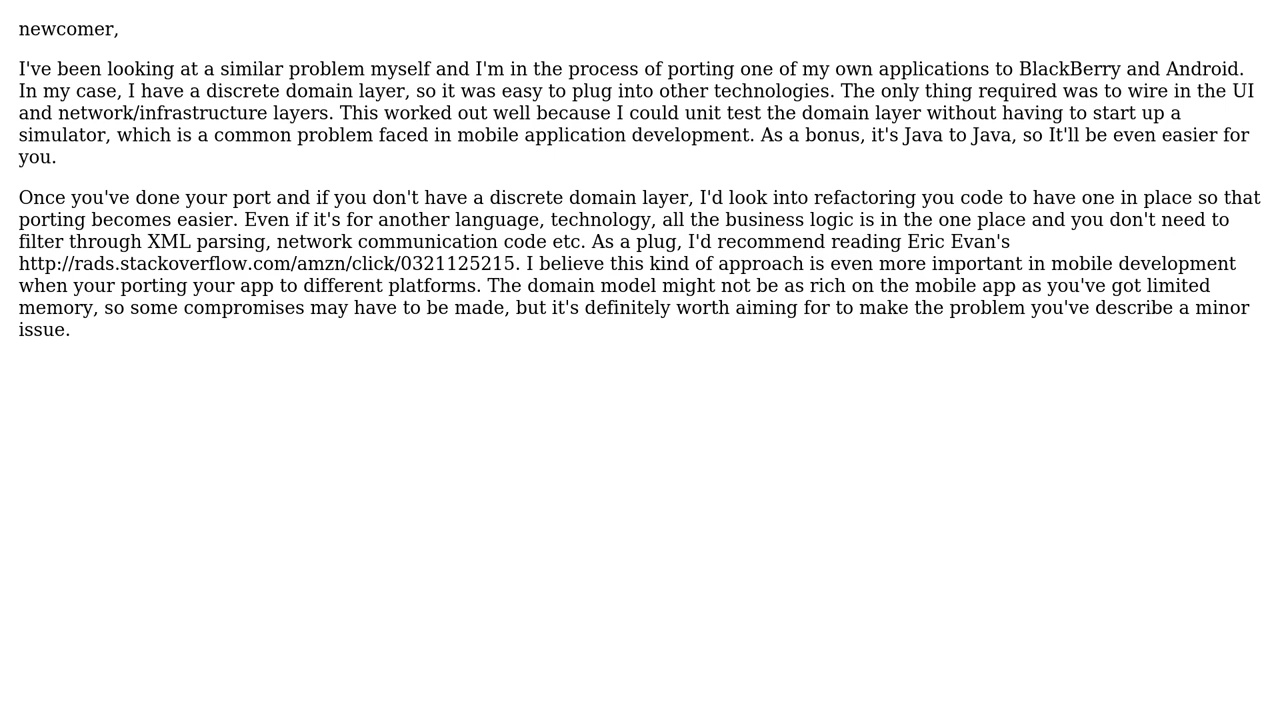 newcomer,
I've been looking at a similar problem myself and I'm in the process of porting one of my own applications to BlackBerry and Android.
In my case, I have a discrete domain layer, so it was easy to plug into other technologies. The only thing required was to wire in the UI
and network/infrastructure layers. This worked out well because I could unit test the domain layer without having to start up a
simulator, which is a common problem faced in mobile application development. As a bonus, it's Java to Java, so It'll be even easier for
you.
Once you've done your port and if you don't have a discrete domain layer, I'd look into refactoring you code to have one in place so that
porting becomes easier. Even if it's for another language, technology, all the business logic is in the one place and you don't need to
filter through XML parsing, network communication code etc. As a plug, I'd recommend reading Eric Evan's
http://rads.stackoverflow.com/amzn/click/0321125215. I believe this kind of approach is even more important in mobile development
when your porting your app to different platforms. The domain model might not be as rich on the mobile app as you've got limited
memory, so some compromises may have to be made, but it's definitely worth aiming for to make the problem you've describe a minor
issue.